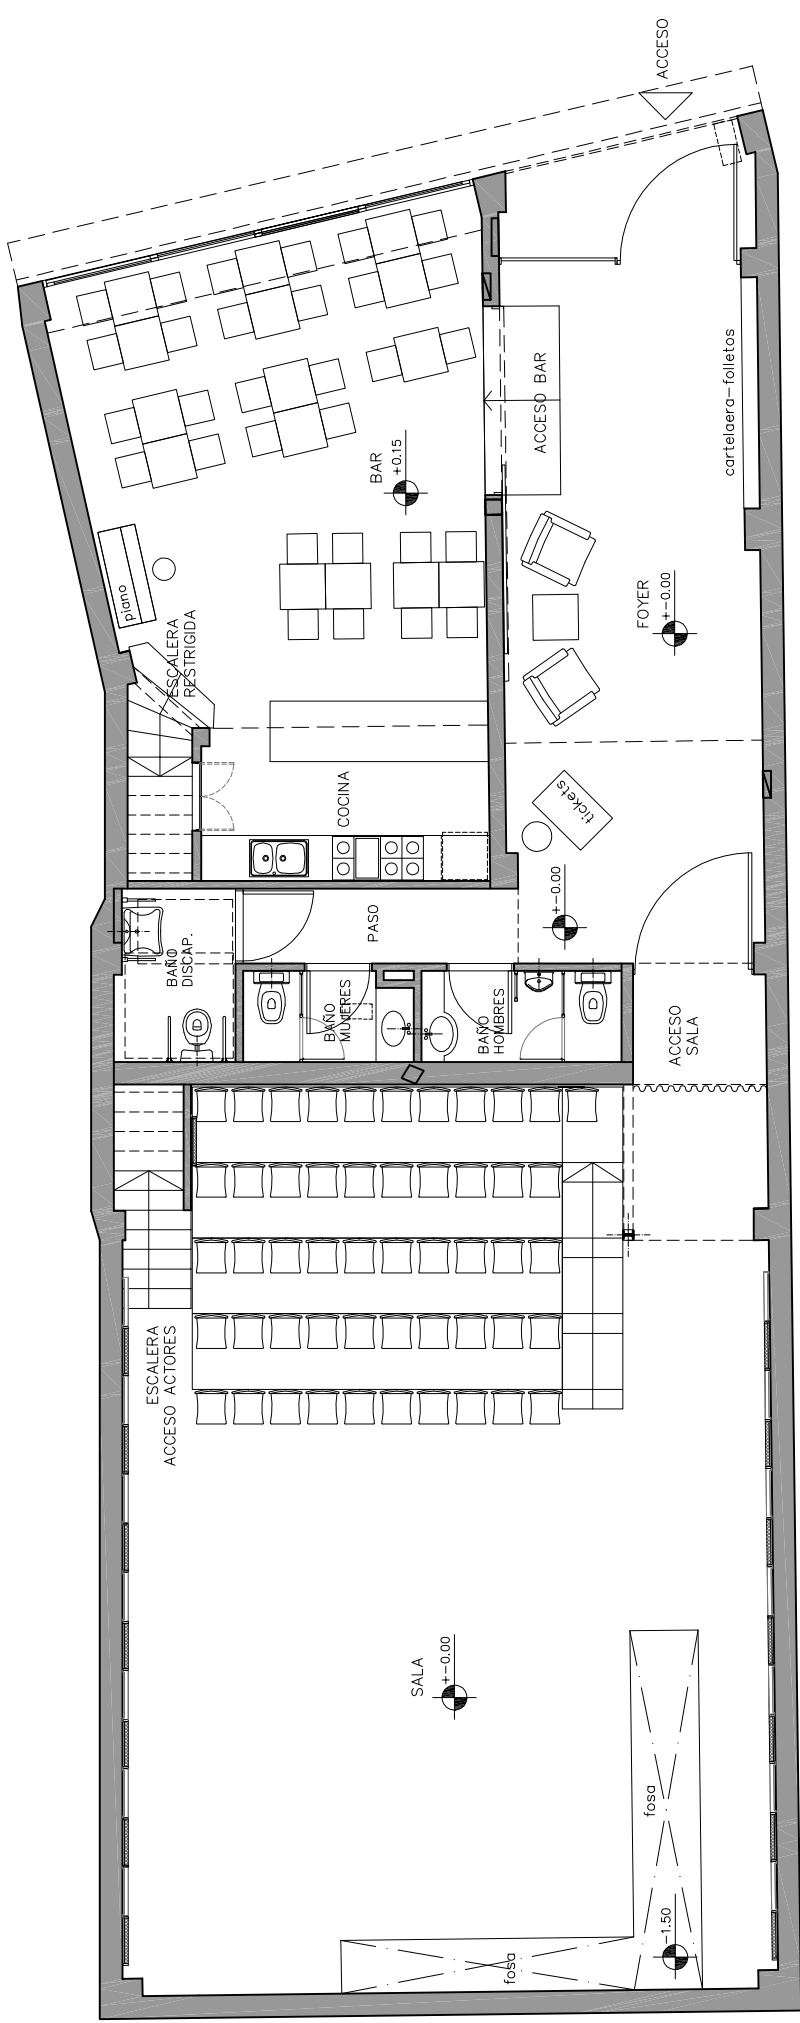 ACCESO
ACCESO BAR
cartelaera-folletos
BAR
+0.15
piano
ESCALERA
RESTRIGIDA
FOYER
+-0.00
COCINA
tickets
+-0.00
PASO
BAÑO
DISCAP.
BAÑO
MUJERES
BAÑO
HOMBRES
ACCESO
SALA
ESCALERA
ACCESO ACTORES
SALA
+-0.00
fosa
fosa
-1.50